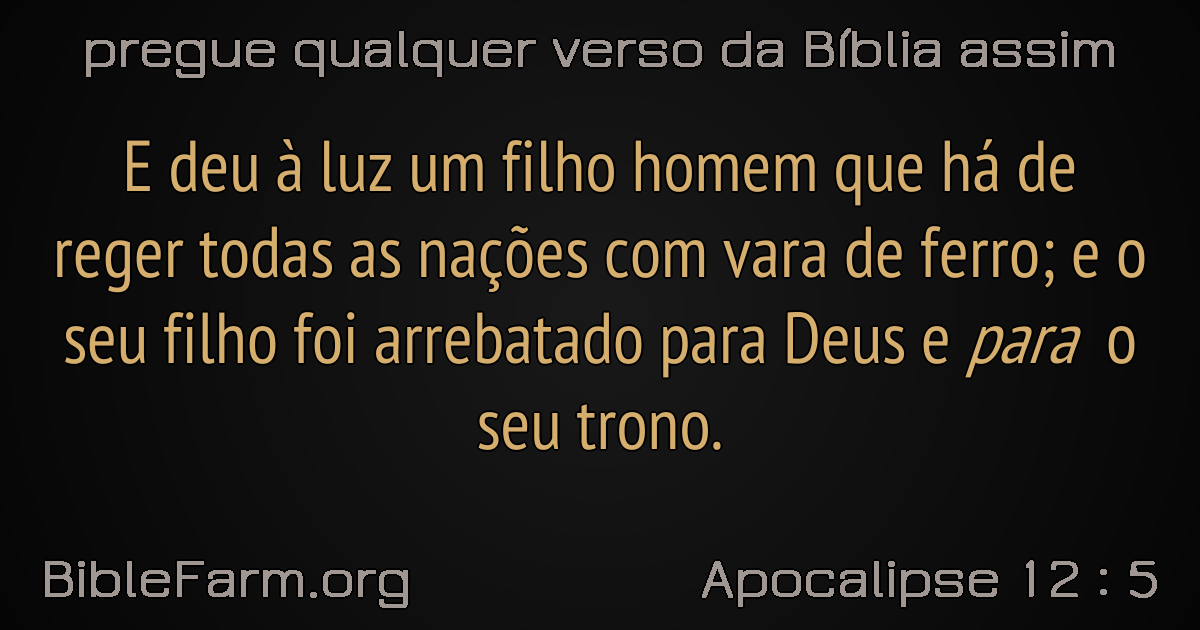 pregue qualquer verso da Bíblia assim
E deu à luz um filho homem que há de
reger todas as nações com vara de ferro; e o
seu filho foi arrebatado para Deus e para o
seu trono.
BibleFarm.org
Apocalipse 12 : 5